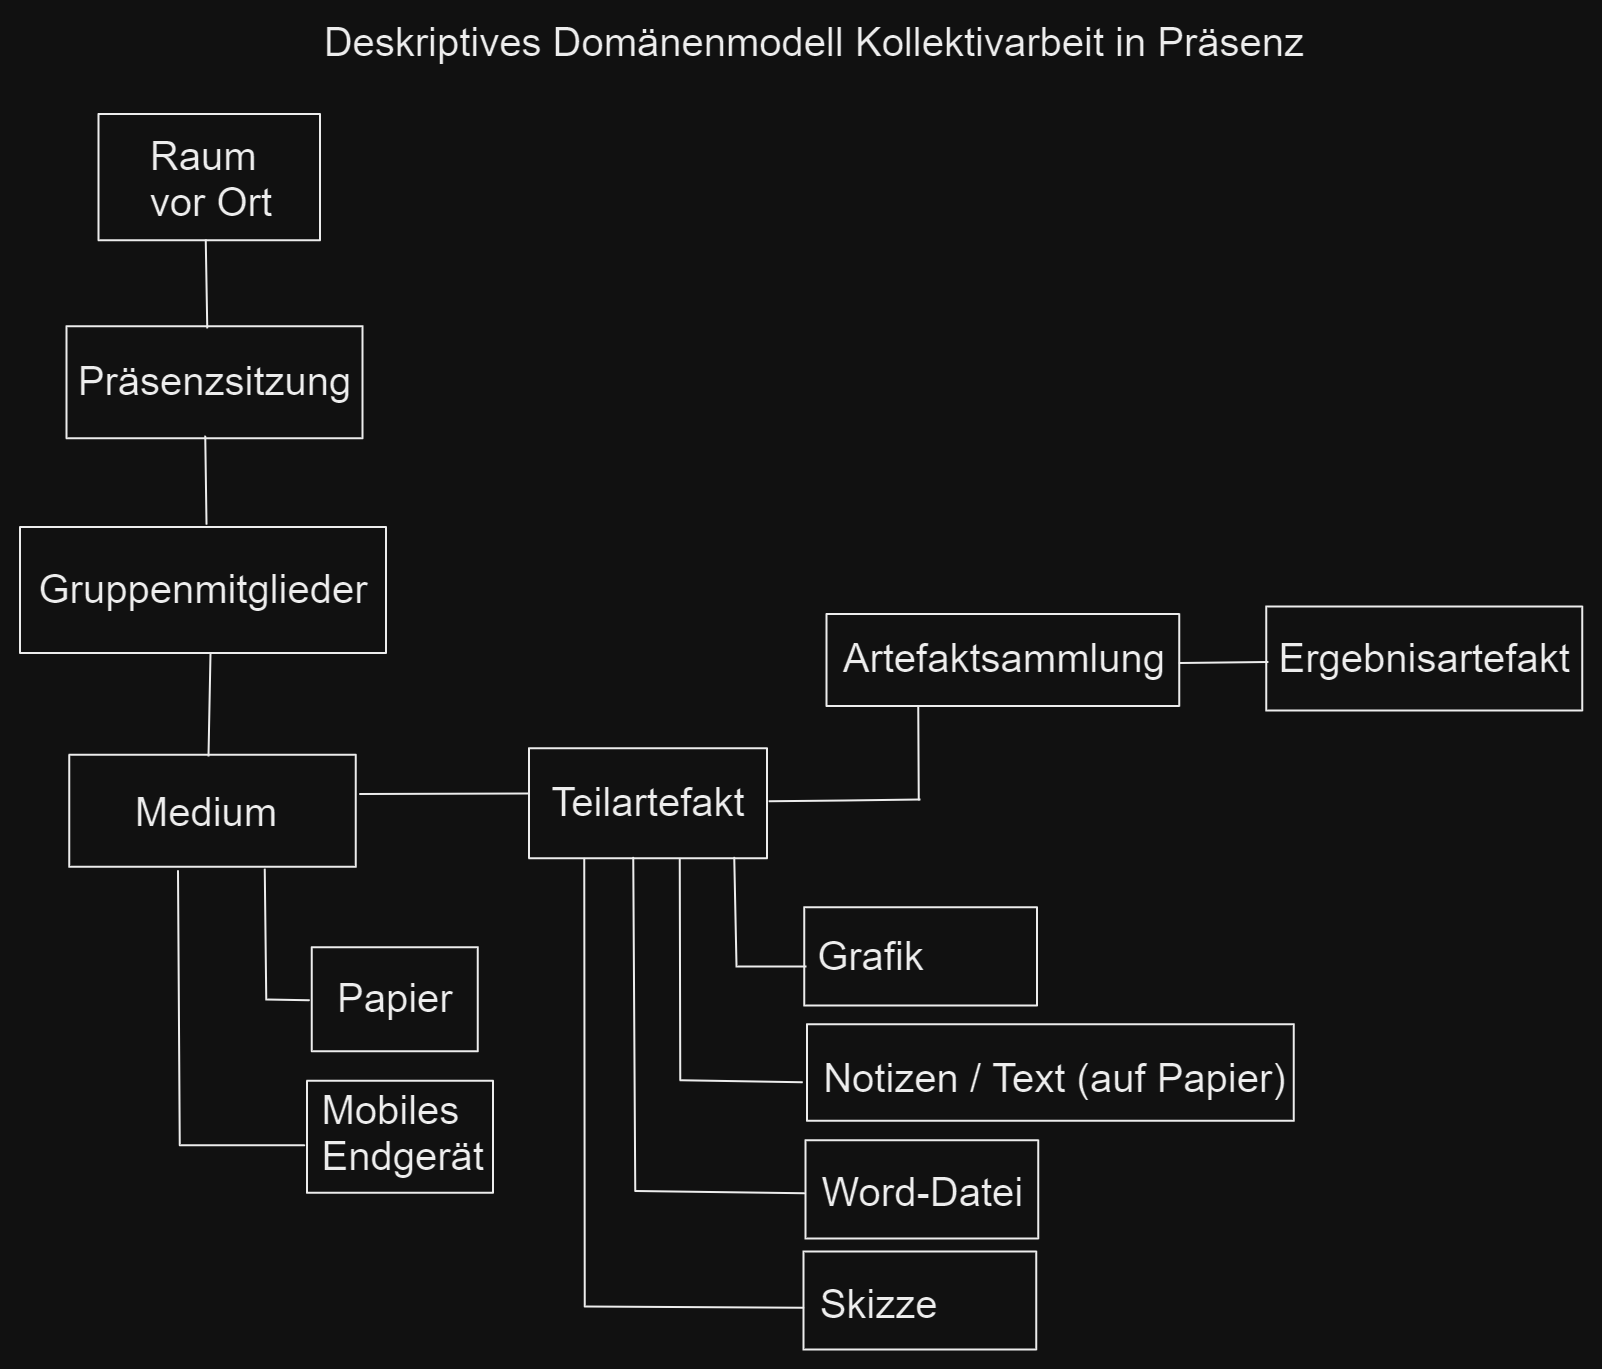 Deskriptives Domänenmodell Kollektivarbeit in Präsenz
Raum
vor Ort
Präsenzsitzung
Gruppenmitglieder
Artefaktsammlung
Ergebnisartefakt
Medium
Teilartefakt
Papier
Mobiles
Endgerät
Grafik
Notizen / Text (auf Papier)
Word-Datei
Skizze